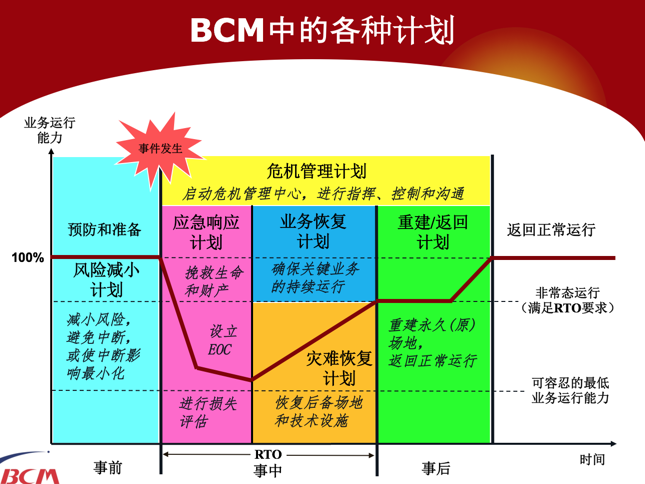 BCM中的各种计划
业务运行
能力
事件发生
危机管理计划
启动危机管理中心，进行指挥、控制和沟通
预防和准备
应急响应
计划
业务恢复
计划
重建/返回
计划
返回正常运行
100%
风险减小
计划
挽救生命
和财产
确保关键业务
的持续运行
非常态运行
（满足RTO要求）
减小风险，
避免中断，
或使中断影
响最小化
设立
EOC
重建永久(原)
场地，
返回正常运行
灾难恢复
计划
可容忍的最低
业务运行能力
进行损失
评估
恢复后备场地
和技术设施
RTO
事前
事中
事后
时间
BCM